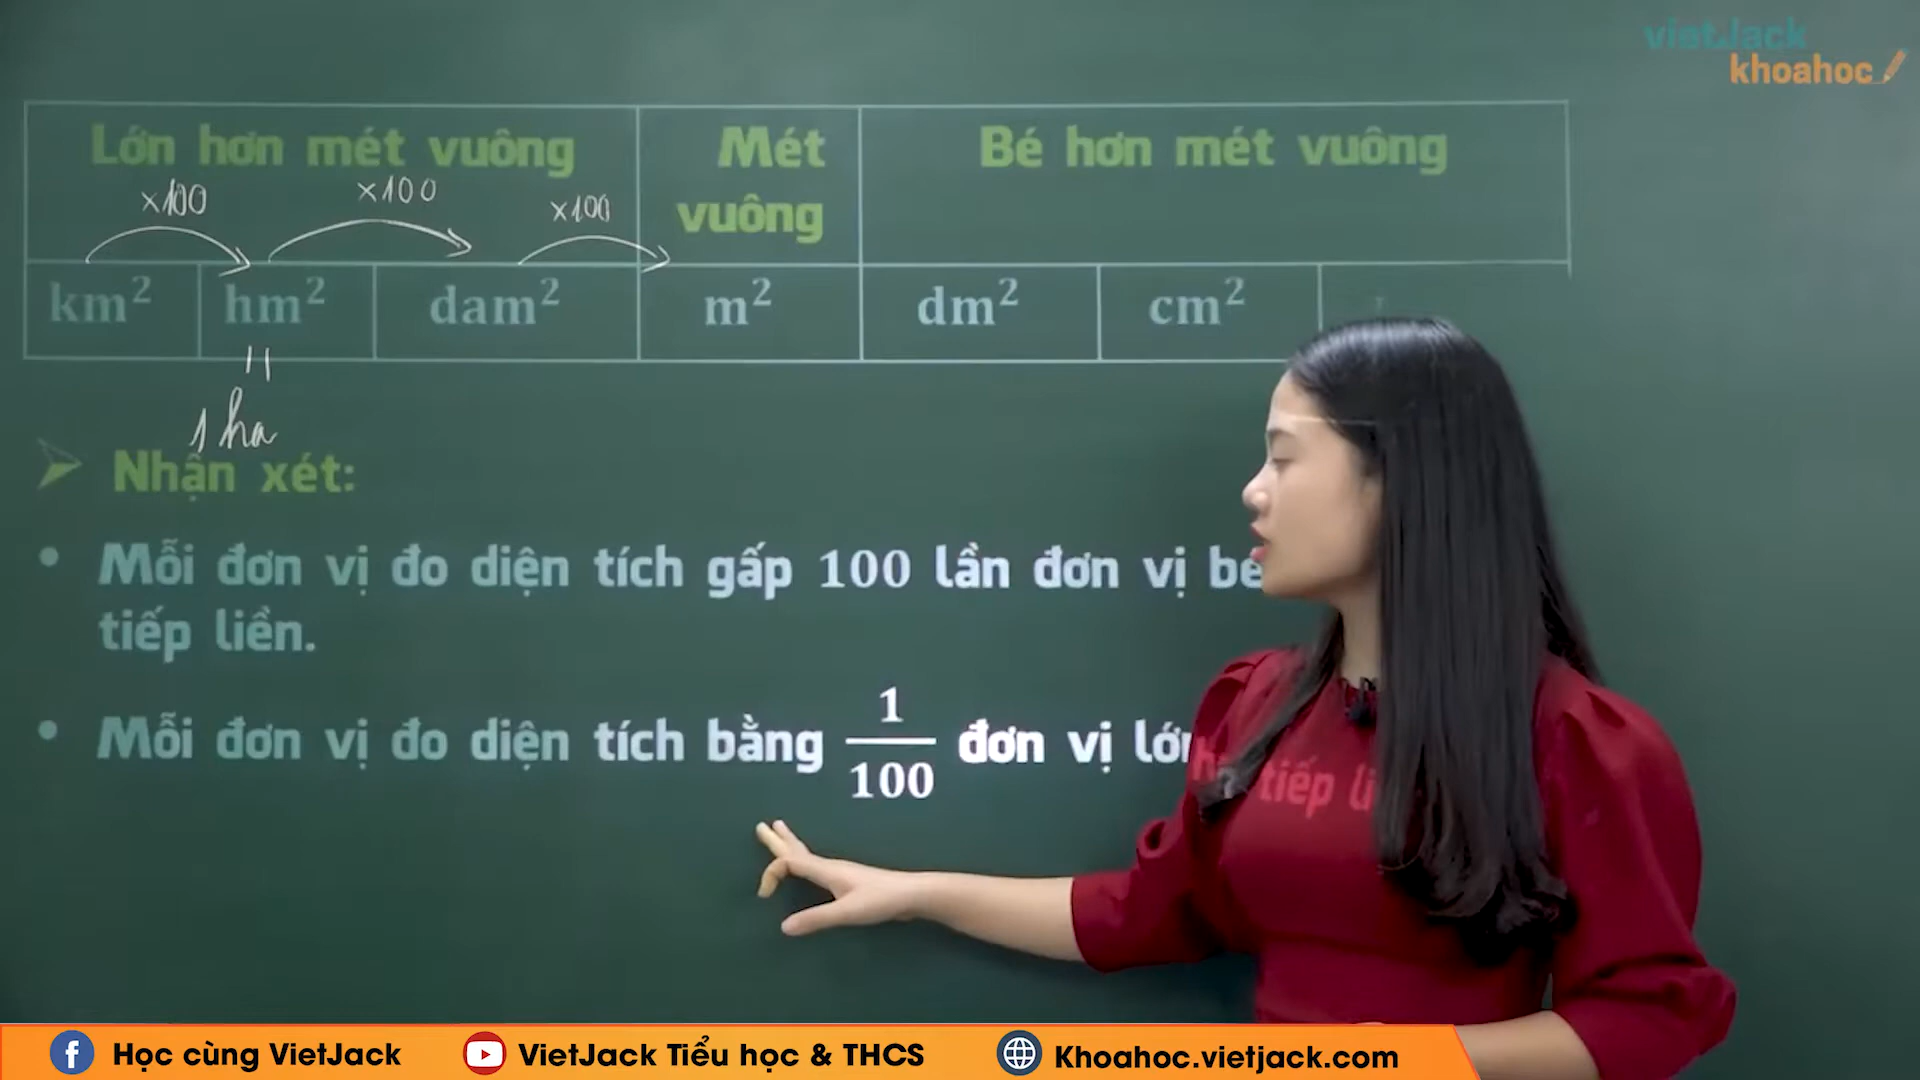 vietJack
khoahoc
Lớn hơn mét vuông
Mét
vuông
Bé hơn mét vuông
×100
×100
×100
km²
hm²
dam²
m²
dm²
cm²
1 ha
Nhận xét:
• Mỗi đơn vị đo diện tích gấp 100 lần đơn vị bé
tiếp liền.
• Mỗi đơn vị đo diện tích bằng 1/100 đơn vị lớn hơn tiếp
Học cùng VietJack
VietJack Tiểu học & THCS
Khoahoc.vietjack.com